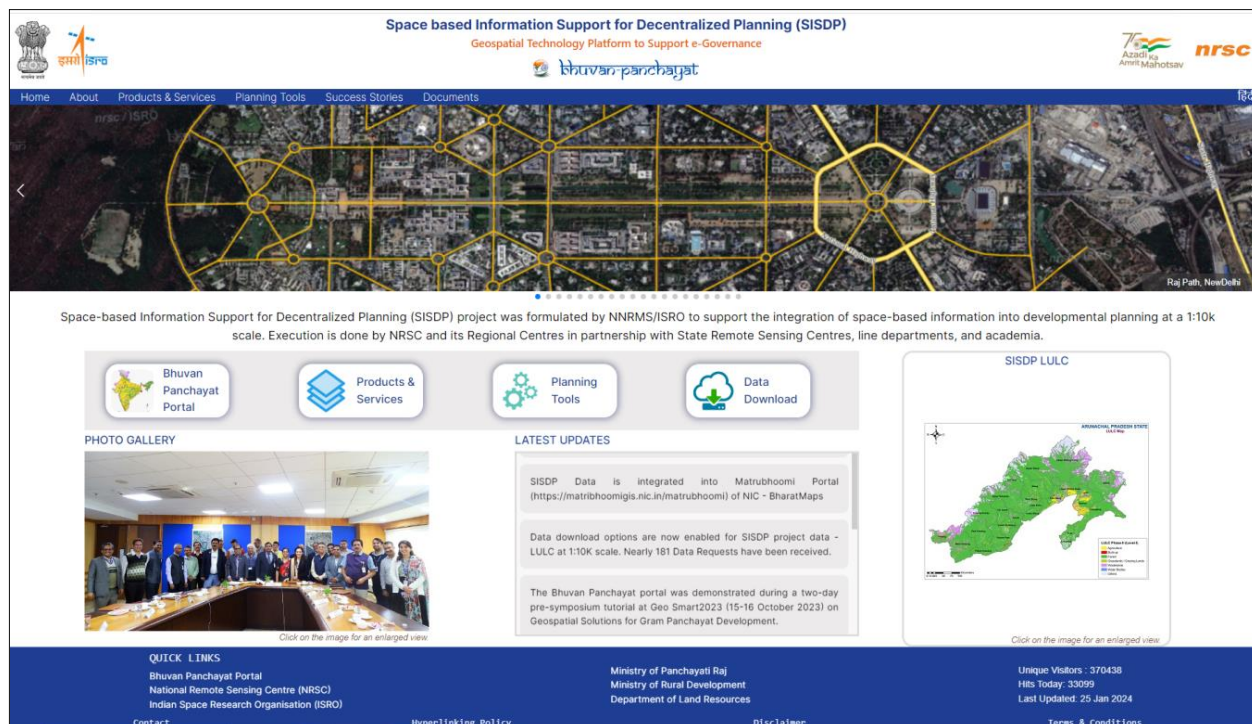 Space based Information Support for Decentralized Planning (SISDP)
Geospatial Technology Platform to Support e-Governance
bhuvan-panchayat
इसरो isro
75
Azadi Ka
Amrit Mahotsav
nrsc
Home About Products & Services Planning Tools Success Stories Documents
nrsc / ISRO
Raj Path, NewDelhi
Space-based Information Support for Decentralized Planning (SISDP) project was formulated by NNRMS/ISRO to support the integration of space-based information into developmental planning at a 1:10k
scale. Execution is done by NRSC and its Regional Centres in partnership with State Remote Sensing Centres, line departments, and academia.
Bhuvan
Panchayat
Portal
Products &
Services
Planning
Tools
Data
Download
SISDP LULC
ARUNACHAL PRADESH STATE
LULC Map
PHOTO GALLERY
Click on the image for an enlarged view.
LATEST UPDATES
SISDP Data is integrated into Matrubhoomi Portal
(https://matribhoomigis.nic.in/matrubhoomi) of NIC - BharatMaps
Data download options are now enabled for SISDP project data -
LULC at 1:10K scale. Nearly 181 Data Requests have been received.
The Bhuvan Panchayat portal was demonstrated during a two-day
pre-symposium tutorial at Geo Smart2023 (15-16 October 2023) on
Geospatial Solutions for Gram Panchayat Development.
Click on the image for an enlarged view.
QUICK LINKS
Bhuvan Panchayat Portal
National Remote Sensing Centre (NRSC)
Indian Space Research Organisation (ISRO)
Ministry of Panchayati Raj
Ministry of Rural Development
Department of Land Resources
Unique Visitors : 370438
Hits Today: 33099
Last Updated: 25 Jan 2024
Contact Hyperlinking Policy Disclaimer Terms & Conditions